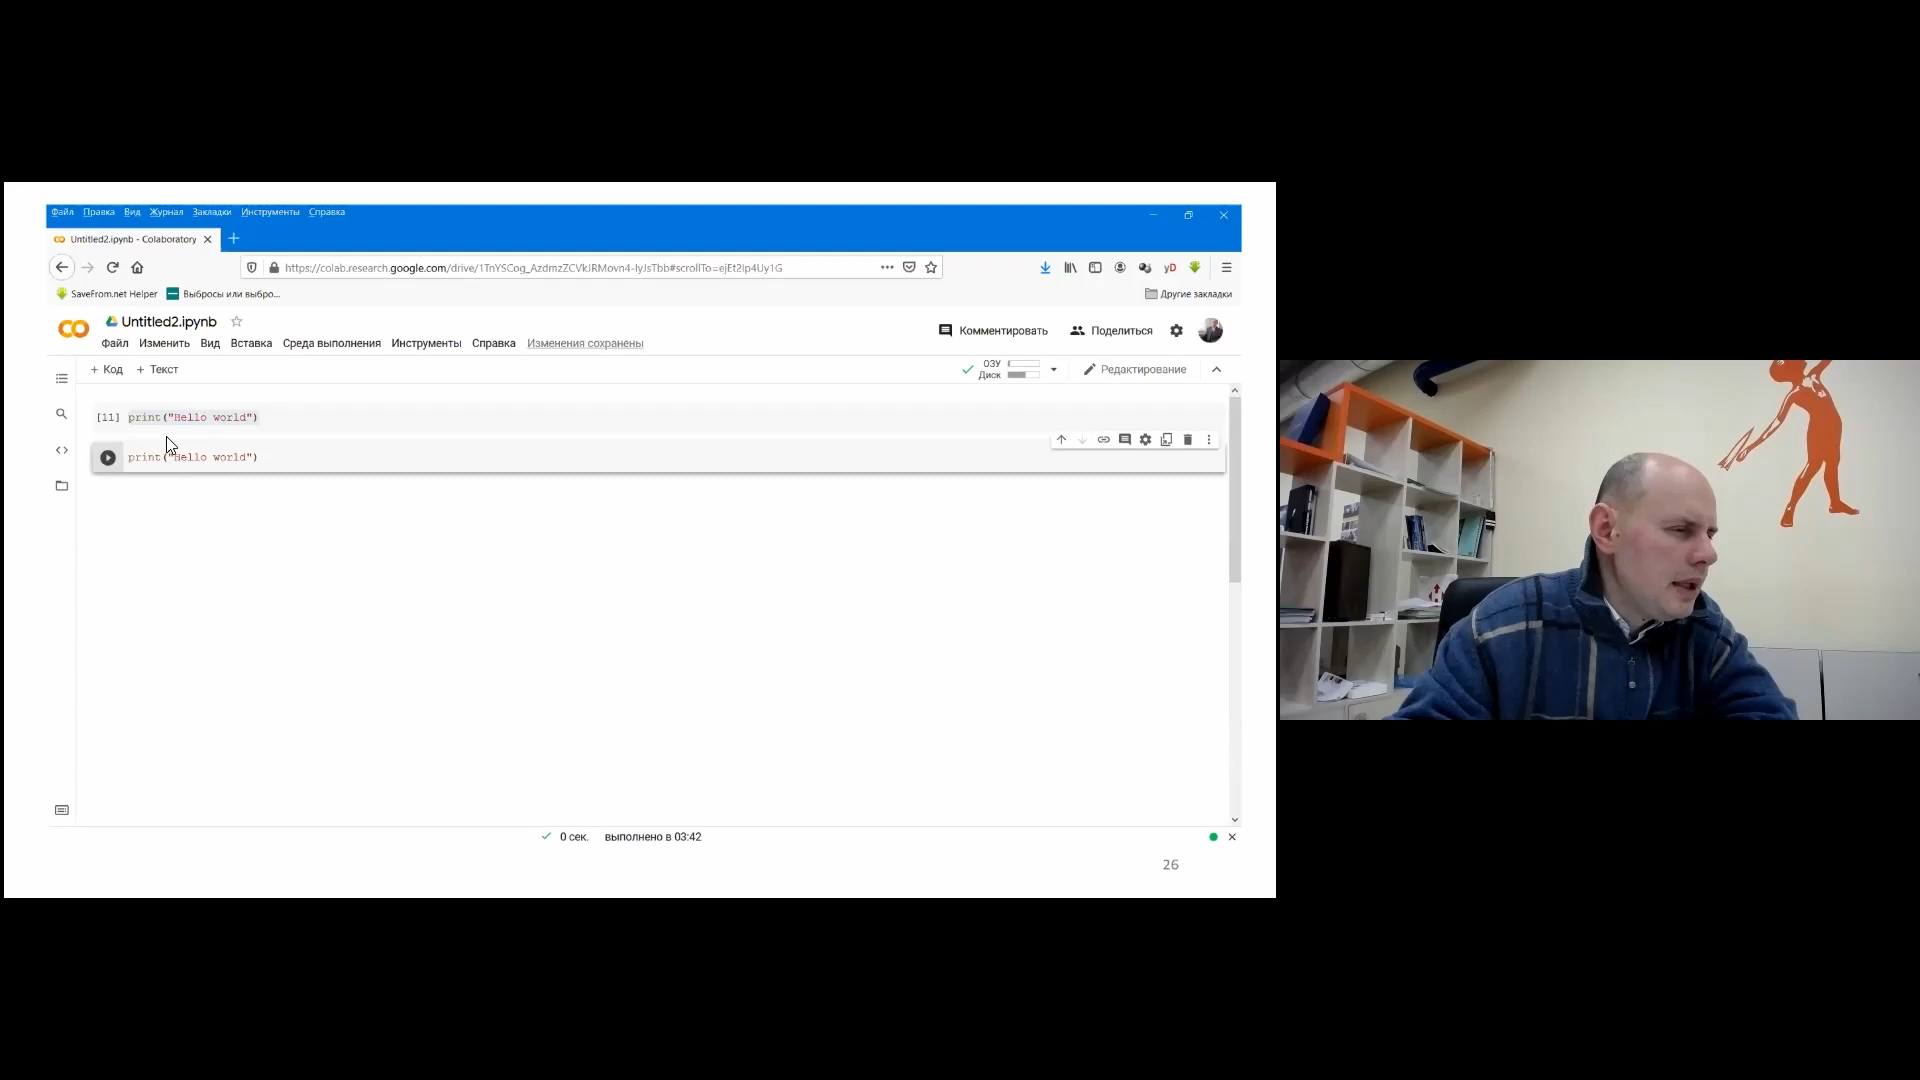 Файл Правка Вид Журнал Закладки Инструменты Справка
Untitled2.ipynb - Colaboratory
https://colab.research.google.com/drive/1TnYSCog_AzdmzZCVkJRMovn4-IyJsTbb#scrollTo=ejEt2Ip4Uy1G
SaveFrom.net Helper Выбросы или выбро... Другие закладки
Untitled2.ipynb
Комментировать Поделиться
Файл Изменить Вид Вставка Среда выполнения Инструменты Справка Изменения сохранены
+ Код + Текст ОЗУ Диск Редактирование
[11] print("Hello world")
print("Hello world")
0 сек. выполнено в 03:42
26